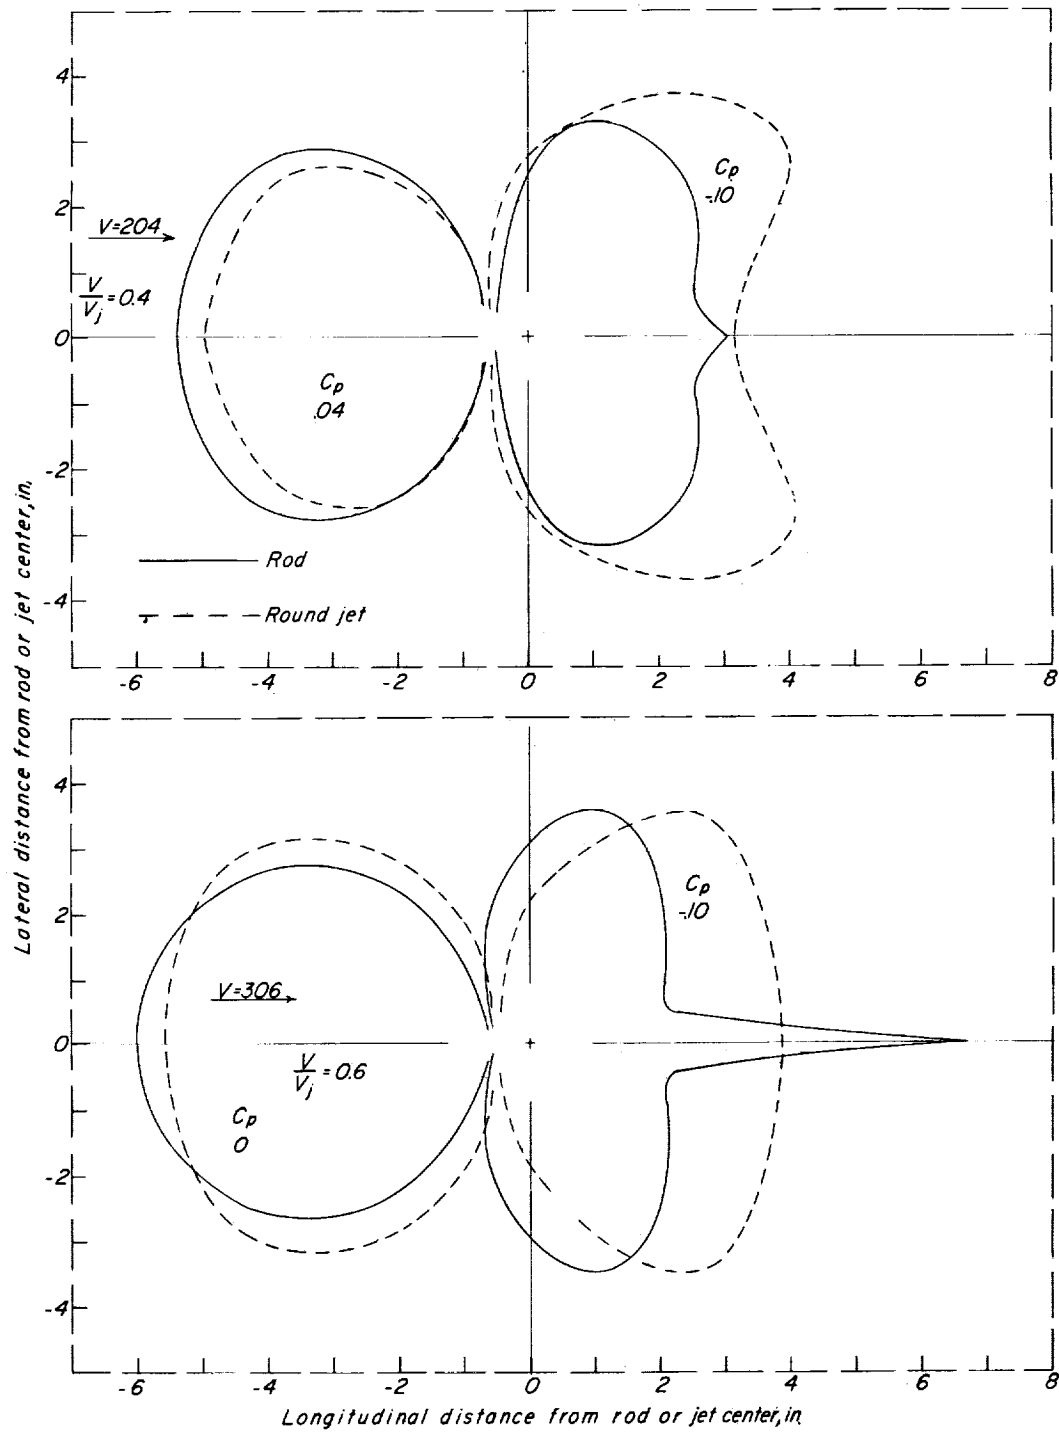 4
2
0
-2
-4
V=204
V/Vj=0.4
Cp
.04
Cp
-.10
Rod
Round jet
-6
-4
-2
0
2
4
6
8
4
2
0
-2
-4
V=306
V/Vj=0.6
Cp
0
Cp
-.10
-6
-4
-2
0
2
4
6
8
Lateral distance from rod or jet center,in.
Longitudinal distance from rod or jet center,in.